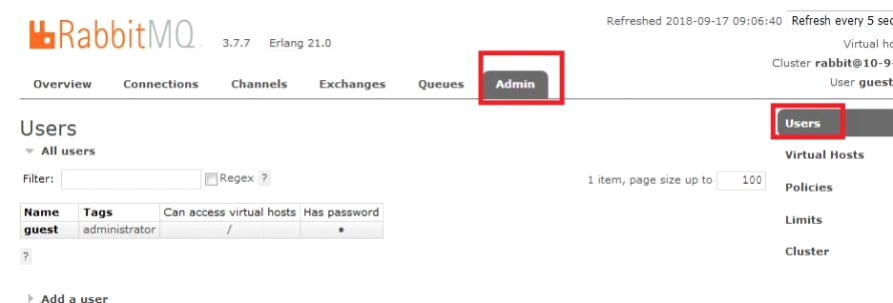 RabbitMQ 3.7.7 Erlang 21.0
Refreshed 2018-09-17 09:06:40 Refresh every 5 sec
Virtual ho
Cluster rabbit@10-9-
User guest
Overview Connections Channels Exchanges Queues Admin
Users
All users
Filter: Regex ?
1 item, page size up to 100
Name Tags Can access virtual hosts Has password
guest administrator / •
?
Add a user
Users
Virtual Hosts
Policies
Limits
Cluster